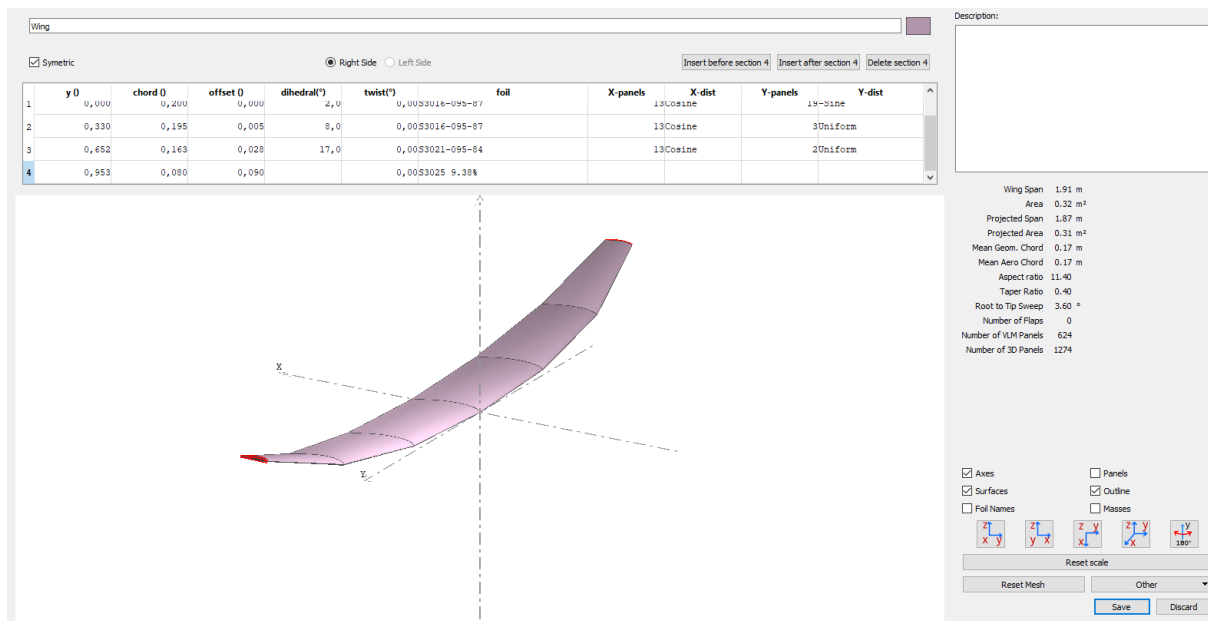 Description:
Wing
Symetric Right Side Left Side Insert before section 4 Insert after section 4 Delete section 4
y () chord () offset () dihedral(°) twist(°) foil X-panels X-dist Y-panels Y-dist
1 0,000 0,200 0,000 2,0 0,00 S3016-095-87 13 Cosine 19 -Sine
2 0,330 0,195 0,005 8,0 0,00 S3016-095-87 13 Cosine 3 Uniform
3 0,652 0,163 0,028 17,0 0,00 S3021-095-84 13 Cosine 2 Uniform
4 0,953 0,080 0,090 0,00 S3025 9.38%
Wing Span 1.91 m
Area 0.32 m²
Projected Span 1.87 m
Projected Area 0.31 m²
Mean Geom. Chord 0.17 m
Mean Aero Chord 0.17 m
Aspect ratio 11.40
Taper Ratio 0.40
Root to Tip Sweep 3.60 °
Number of Flaps 0
Number of VLM Panels 624
Number of 3D Panels 1274
X
Y
Axes Panels
Surfaces Outline
Foil Names Masses
z x y
z y x
z y x
z y x
y 180°
Reset scale
Reset Mesh Other
Save Discard